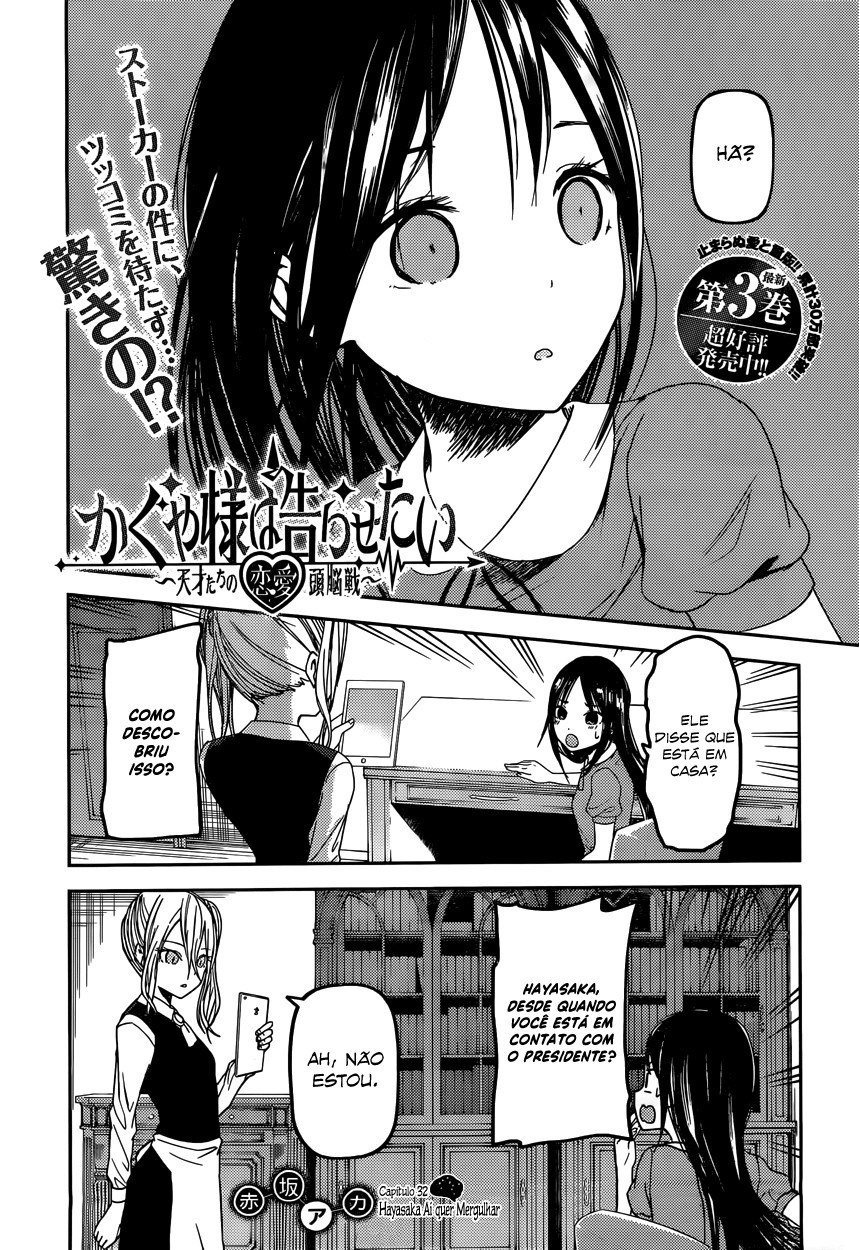 HÃ?
ストーカーの件に、
ツッコミを待たず…
驚きの!?
止まらぬ愛と重版!!
最新
第3巻
超好評
発売中!!!
かぐや様は告らせたい
～天才たちの恋愛頭脳戦～
ELE
DISSE QUE
ESTÁ EM
CASA?
COMO
DESCO-
BRIU
ISSO?
HAYASAKA,
DESDE QUANDO
VOCÊ ESTÁ EM
CONTATO COM
O PRESIDENTE?
AH, NÃO
ESTOU.
赤坂アカ
Capítulo 32
Hayasaka Ai quer Mergulhar